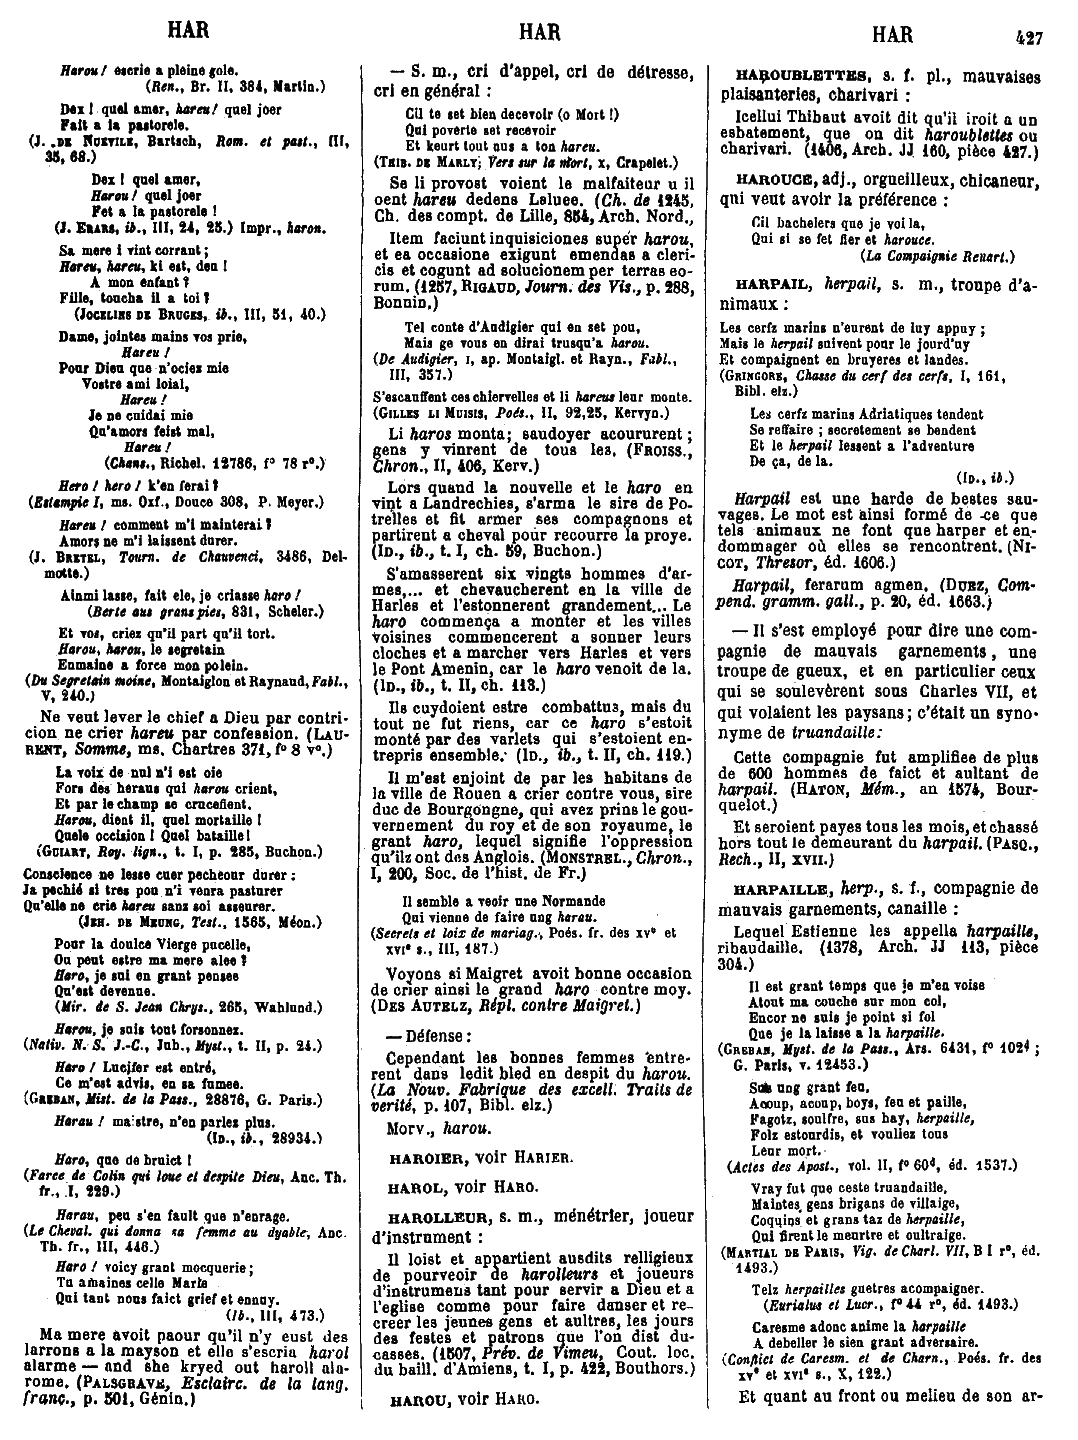 HAR
HAR
HAR
427
Harou ! escrie a pleine gole.
(Ren., Br. II, 384, Martin.)
Dex ! quel amer, hareu ! quel joer
Fait a la pastorele.
(J. DE NUEVILE, Bartsch, Rom. et past., III,
35, 68.)
Dex ! quel amer,
Hareu ! quel joer
Fet a la pastorele !
(J. ERARS, ib., III, 24, 25.) Impr., haron.
Sa mere i vint corrant ;
Hareu, hareu, ki est, deu !
A mon enfant ?
Fille, toucha il a toi ?
(JOCELINS DE BRUGES, ib., III, 51, 40.)
Dame, jointes mains vos prie,
Hareu !
Pour Dieu que n'ociez mie
Vostre ami loial,
Hareu !
Je ne cuidai mie
Qu'amors feist mal,
Hareu !
(Chans., Richel. 12786, f° 78 r°.)
Hero ! hero ! k'en ferai ?
(Estampie I, ms. Oxf., Douce 308, P. Meyer.)
Hareu ! comment m'i mainterai ?
Amors ne m'i laissent durer.
(J. BRETEL, Tourn. de Chauvenci, 3486, Del-
motte.)
Ainmi lasse, fait ele, je criasse haro !
(Berte aus grans pies, 831, Scheler.)
Et vos, criez qu'il part qu'il tort.
Harou, harou, le segretain
Enmaine a force mon polein.
(Du Segretain moine, Montaiglon et Raynaud, Fabl.,
V, 240.)
Ne veut lever le chief a Dieu par contri-
cion ne crier hareu par confession. (LAU-
RENT, Somme, ms. Chartres 371, f° 8 v°.)
La voiz de nul n'i est oie
Fors des heraus qui harou crient,
Et par le champ se crucefient.
Harou, dient il, quel mortaille !
Quele occision ! Quel bataille !
(GUIART, Roy. lign., t. I, p. 285, Buchon.)
Conscience ne lesse cuer pecheour durer :
Ja pechié si tres pou n'i venra pasturer
Qu'elle ne crie hareu sanz soi asseurer.
(JEH. DE MEUNG, Test., 1565, Méon.)
Pour la doulce Vierge pucelle,
Ou peut estre ma mere alee ?
Haro, je sui en grant pensee
Qu'est devenue.
(Mir. de S. Jean Chrys., 265, Wahlund.)
Harou, je suis tout forsonnez.
(Nativ. N. S. J.-C., Jub., Myst., t. II, p. 24.)
Haro ! Lucifer est entré,
Ce m'est advis, en sa fumee.
(GREBAN, Mist. de la Pass., 28876, G. Paris.)
Harau ! maistre, n'en parlez plus.
(ID., ib., 28934.)
Haro, que de bruict !
(Farce de Colin qui loue et despite Dieu, Anc. Th.
fr., I, 229.)
Harau, peu s'en fault que n'enrage.
(Le Cheval. qui donna sa femme au dyable, Anc.
Th. fr., III, 446.)
Haro ! voicy grant mocquerie ;
Tu amaines celle Marie
Qui tant nous faict grief et ennuy.
(Ib., III, 473.)
Ma mere avoit paour qu'il n'y eust des
larrons a la mayson et elle s'escria harol
alarme — and she kryed out haroll ala-
rome. (PALSGRAVE, Esclairc. de la lang.
franç., p. 501, Génin.)
— S. m., cri d'appel, cri de détresse,
cri en général :
Cil te set bien decevoir (o Mort !)
Qui poverte set recevoir
Et keurt tout nus a ton hareu.
(THIB. DE MARLY, Vers sur la mort, X, Crapelet.)
Se li provost voient le malfaiteur u il
oent hareu dedens Leluee. (Ch. de 1245,
Ch. des compt. de Lille, 854, Arch. Nord.,
Item faciunt inquisiciones super harou,
et ea occasione exigunt emendas a cleri-
cis et cogunt ad solucionem per terras eo-
rum. (1257, RIGAUD, Journ. des Vis., p. 288,
Bonnin.)
Tel conte d'Audigier qui en set pou,
Mais ge vous en dirai trusqu'a harou.
(De Audigier, I, ap. Montaigl. et Rayn., Fabl.,
III, 357.)
S'escauffent ces chiervelles et li hareus leur monte.
(GILLES LI MUISIS, Poés., II, 92,25, Kervyn.)
Li haros monta; saudoyer acoururent ;
gens y vinrent de tous les. (FROISS.,
Chron., II, 406, Kerv.)
Lors quand la nouvelle et le haro en
vint a Landrechies, s'arma le sire de Po-
trelles et fit armer ses compagnons et
partirent a cheval pour recourre la proye.
(ID., ib., t. I, ch. 59, Buchon.)
S'amasserent six vingts hommes d'ar-
mes,... et chevaucherent en la ville de
Harles et l'estonnerent grandement... Le
haro commença a monter et les villes
voisines commencerent a sonner leurs
cloches et a marcher vers Harles et vers
le Pont Amenin, car le haro venoit de la.
(ID., ib., t. II, ch. 113.)
Ils cuydoient estre combattus, mais du
tout ne fut riens, car ce haro s'estoit
monté par des varlets qui s'estoient en-
trepris ensemble. (ID., ib., t. II, ch. 119.)
Il m'est enjoint de par les habitans de
la ville de Rouen a crier contre vous, sire
duc de Bourgongne, qui avez prins le gou-
vernement du roy et de son royaume, le
grant haro, lequel signifie l'oppression
qu'ilz ont des Anglois. (MONSTREL., Chron.,
I, 200, Soc. de l'hist. de Fr.)
Il semble a veoir une Normande
Qui vienne de faire ung harau.
(Secrets et loix de mariag., Poés. fr. des xv° et
xvi° s., III, 187.)
Voyons si Maigret avoit bonne occasion
de crier ainsi le grand haro contre moy.
(DES AUTELZ, Répl. contre Maigret.)
— Défense :
Cependant les bonnes femmes entre-
rent dans ledit bled en despit du harou.
(La Nouv. Fabrique des excell. Traits de
verité, p. 107, Bibl. elz.)
Morv., harou.
HAROIER, voir HARIER.
HAROL, voir HARO.
HAROLLEUR, s. m., ménétrier, joueur
d'instrument :
Il loist et appartient ausdits relligieux
de pourveoir de harolleurs et joueurs
d'instrumens tant pour servir a Dieu et a
l'eglise comme pour faire danser et re-
creer les jeunes gens et aultres, les jours
des festes et patrons que l'on dist du-
casses. (1507, Prév. de Vimeu, Cout. loc.
du baill. d'Amiens, t. I, p. 422, Bouthors.)
HAROU, voir HARO.
HAROUBLETTES, s. f. pl., mauvaises
plaisanteries, charivari :
Icellui Thibaut avoit dit qu'il iroit a un
esbatement, que on dit haroublettes ou
charivari. (1406, Arch. JJ 160, pièce 427.)
HAROUCE, adj., orgueilleux, chicaneur,
qui veut avoir la préférence :
Cil bachelers que je voi la,
Qui si se fet fier et harouce.
(La Compaignie Renart.)
HARPAIL, herpail, s. m., troupe d'a-
nimaux :
Les cerfz marins n'eurent de luy appuy ;
Mais le herpail suivent pour le jourd'uy
Et compaignent en bruyeres et landes.
(GRINGORE, Chasse du cerf des cerfs, I, 161,
Bibl. elz.)
Les cerfz marins Adriatiques tendent
Se reffaire ; secretement se bendent
Et le herpail lessent a l'adventure
De ça, de la.
(ID., ib.)
Harpail est une harde de bestes sau-
vages. Le mot est ainsi formé de ce que
tels animaux ne font que harper et en-
dommager où elles se rencontrent. (NI-
COT, Thresor, éd. 1606.)
Harpail, ferarum agmen. (DUEZ, Com-
pend. gramm. gall., p. 20, éd. 1663.)
— Il s'est employé pour dire une com-
pagnie de mauvais garnements, une
troupe de gueux, et en particulier ceux
qui se soulevèrent sous Charles VII, et
qui volaient les paysans ; c'était un syno-
nyme de truandaille:
Cette compagnie fut amplifiee de plus
de 600 hommes de faict et aultant de
harpail. (HATON, Mém., an 1574, Bour-
quelot.)
Et seroient payes tous les mois, et chassé
hors tout le demeurant du harpail. (PASQ.,
Rech., II, XVII.)
HARPAILLE, herp., s. f., compagnie de
mauvais garnements, canaille :
Lequel Estienne les appella harpaille,
ribaudaille. (1378, Arch. JJ 113, pièce
304.)
Il est grant temps que je m'en voise
Atout ma couche sur mon col,
Encor ne suis je point si fol
Que je la laisse a la harpaille.
(GREBAN, Myst. de la Pass., Ars. 6431, f° 102d ;
G. Paris, v. 12453.)
Sus ung grant feu,
Acoup, acoup, boys, feu et paille,
Fagotz, soulfre, sus hay, herpaille,
Folz estourdis, et vouliez tous
Leur mort.
(Actes des Apost., vol. II, f° 60d, éd. 1537.)
Vray fut que ceste truandaille,
Maintes gens brigans de villaige,
Coquins et grans taz de herpaille,
Qui firent le meurtre et oultraige.
(MARTIAL DE PARIS, Vig. de Charl. VII, B I r°, éd.
1493.)
Telz herpailles guetres acompaigner.
(Eurialus et Lucr., f° 44 r°, éd. 1493.)
Caresme adonc anime la harpaille
A debeller le sien grant adversaire.
(Conflict de Caresm. et de Charn., Poés. fr. des
xv° et xvi° s., X, 122.)
Et quant au front ou melieu de son ar-